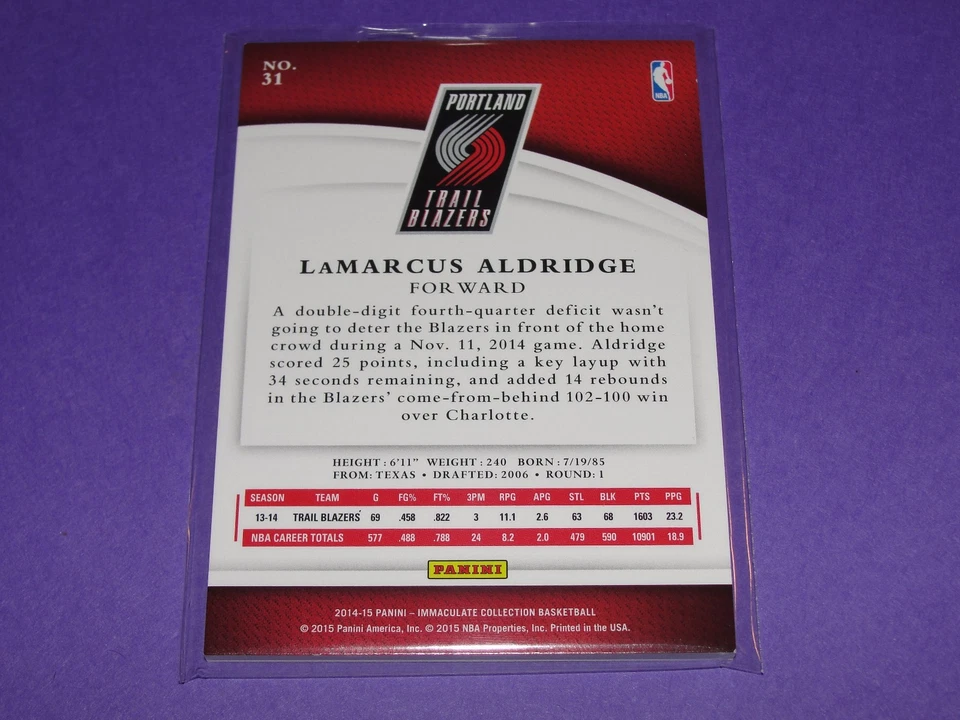 NO.
31
NBA
PORTLAND
TRAIL
BLAZERS
LaMARCUS ALDRIDGE
FORWARD
A double-digit fourth-quarter deficit wasn't
going to deter the Blazers in front of the home
crowd during a Nov. 11, 2014 game. Aldridge
scored 25 points, including a key layup with
34 seconds remaining, and added 14 rebounds
in the Blazers' come-from-behind 102-100 win
over Charlotte.
HEIGHT: 6'11" WEIGHT: 240 BORN: 7/19/85
FROM: TEXAS • DRAFTED: 2006 • ROUND: 1
SEASON TEAM G FG% FT% 3PM RPG APG STL BLK PTS PPG
13-14 TRAIL BLAZERS 69 .458 .822 3 11.1 2.6 63 68 1603 23.2
NBA CAREER TOTALS 577 .488 .788 24 8.2 2.0 479 590 10901 18.9
PANINI
2014-15 PANINI – IMMACULATE COLLECTION BASKETBALL
© 2015 Panini America, Inc. © 2015 NBA Properties, Inc. Printed in the USA.